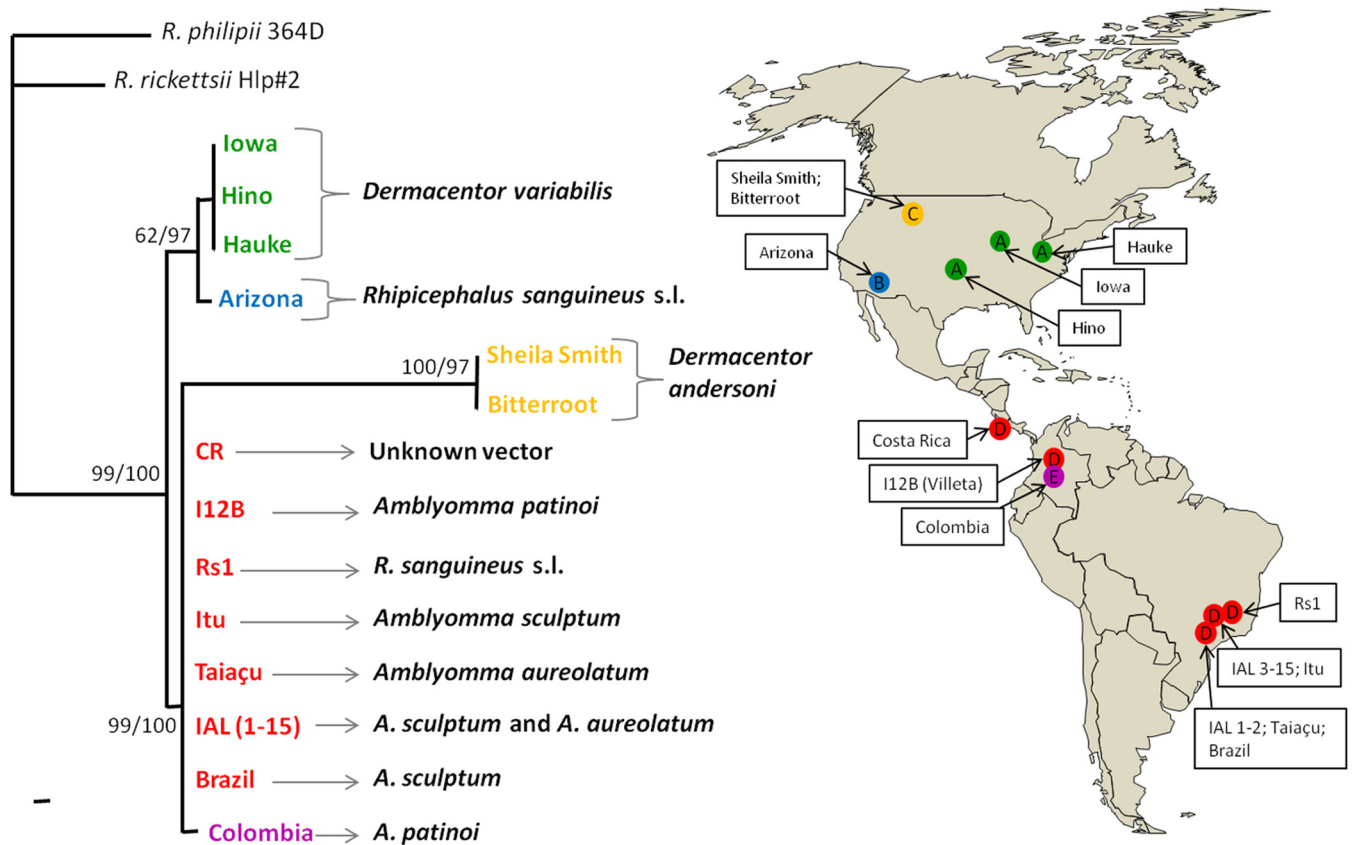 R. philipii 364D
R. rickettsii Hlp#2
Iowa
Hino
Hauke
Dermacentor variabilis
62/97
Arizona
Rhipicephalus sanguineus s.l.
100/97
Sheila Smith
Bitterroot
Dermacentor
andersoni
99/100
CR
Unknown vector
I12B
Amblyomma patinoi
Rs1
R. sanguineus s.l.
Itu
Amblyomma sculptum
Taiaçu
Amblyomma aureolatum
99/100
IAL (1-15)
A. sculptum and A. aureolatum
Brazil
A. sculptum
Colombia
A. patinoi
Sheila Smith;
Bitterroot
C
Arizona
B
A
A
A
Hauke
Iowa
Hino
Costa Rica
D
I12B (Villeta)
D
E
Colombia
D
D
D
Rs1
IAL 3-15; Itu
IAL 1-2; Taiaçu;
Brazil